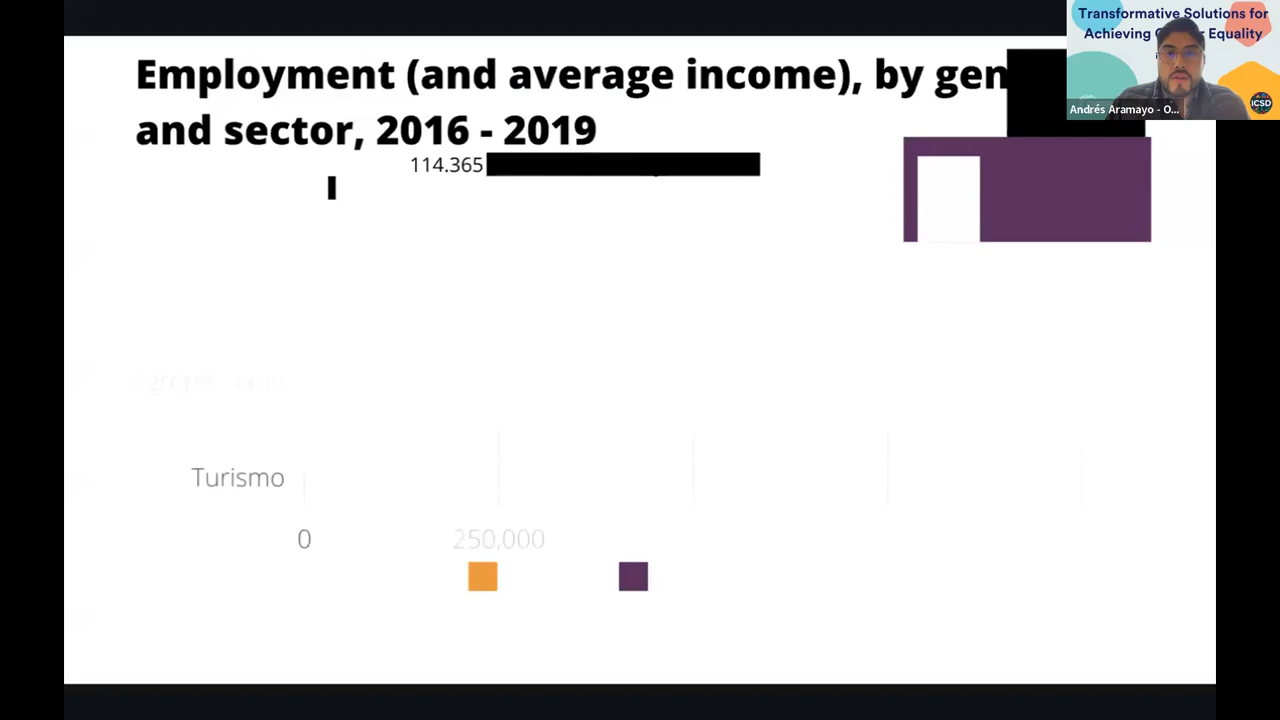 Transformative Solutions for
Achieving Equality
Andrés Aramayo - O...
ICSD
Employment (and average income), by gen
and sector, 2016 - 2019
114.365
Turismo
0
250,000